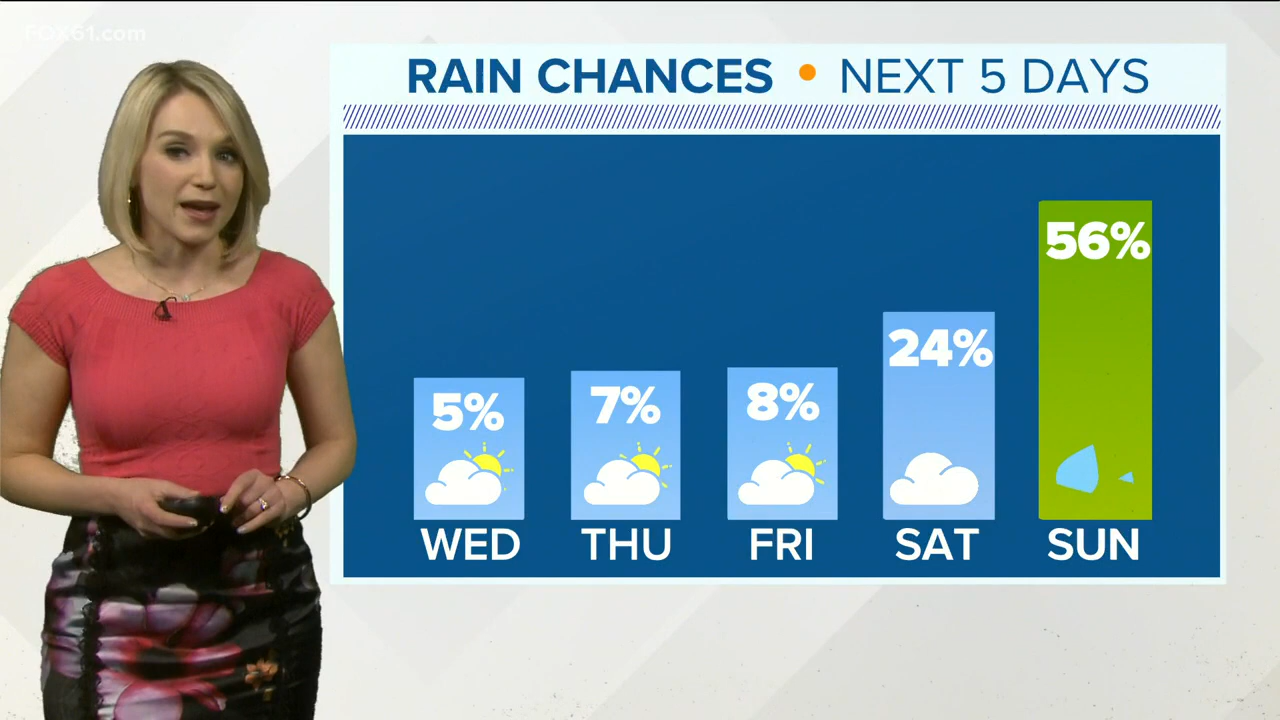 FOX61.com
RAIN CHANCES • NEXT 5 DAYS
5% 7% 8% 24% 56%
WED THU FRI SAT SUN